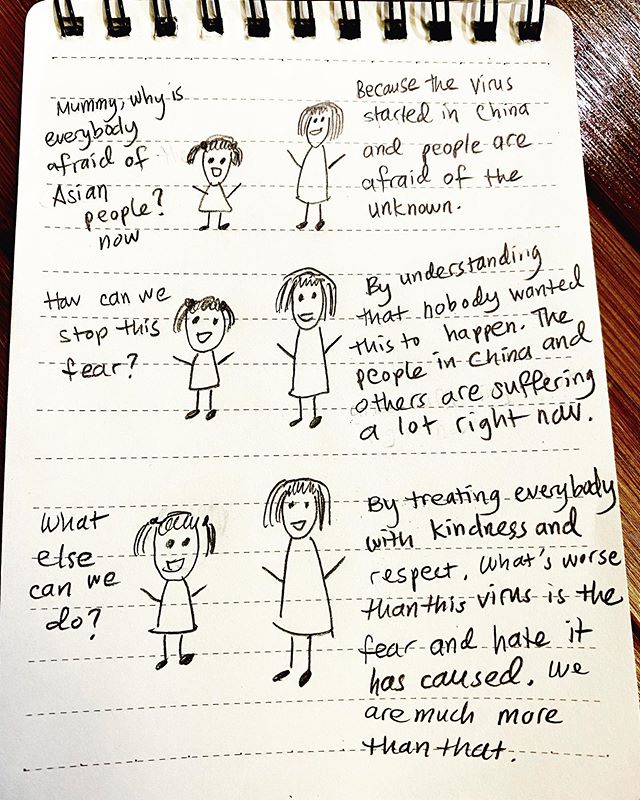 Mummy, why is
everybody
afraid of
Asian
people?
now
Because the virus
started in China
and people are
afraid of the
unknown.
How can we
stop this
fear?
By understanding
that nobody wanted
this to happen. The
people in China and
others are suffering
a lot right now.
What
else
can we
do?
By treating everybody
with kindness and
respect. What's worse
than this virus is the
fear and hate it
has caused. We
are much more
than that.